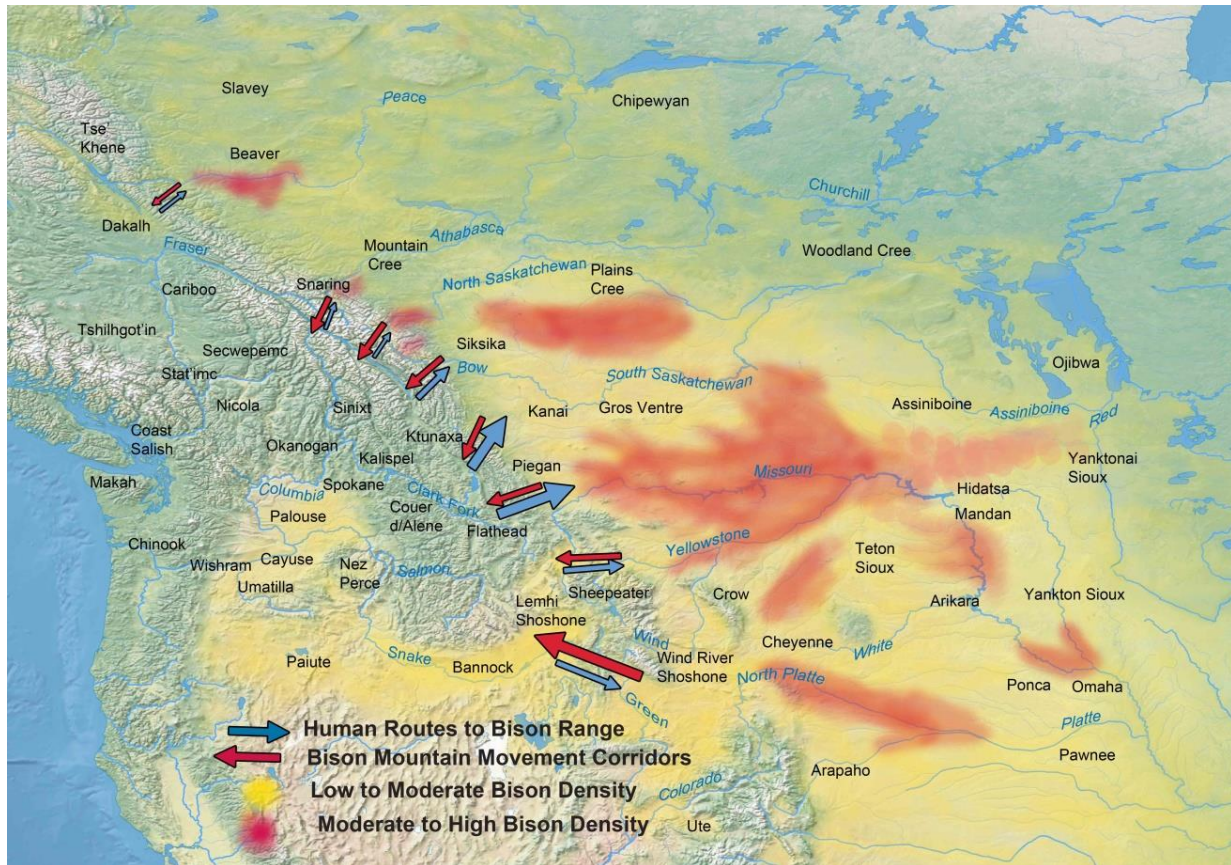 Slavey
Peace
Chipewyan
Tse'
Khene
Beaver
Churchill
Dakalh
Fraser
Mountain
Cree
Athabasca
Woodland Cree
Snaring
North Saskatchewan
Plains
Cree
Cariboo
Tshilhgot'in
Secwepemc
Siksika
Ojibwa
Stat'imc
Bow
South Saskatchewan
Nicola
Sinixt
Kanai
Gros Ventre
Assiniboine
Assiniboine
Red
Coast
Salish
Okanogan
Ktunaxa
Kalispel
Piegan
Missouri
Yanktonai
Sioux
Makah
Spokane
Columbia
Clark Fork
Hidatsa
Palouse
Couer
d/Alene
Flathead
Mandan
Chinook
Wishram
Cayuse
Yellowstone
Teton
Sioux
Umatilla
Nez
Perce
Salmon
Sheepeater
Crow
Arikara
Yankton Sioux
Lemhi
Shoshone
Wind
Cheyenne
White
Paiute
Snake
Bannock
Wind River
Shoshone
North Platte
Ponca
Omaha
Green
Platte
Human Routes to Bison Range
Pawnee
Bison Mountain Movement Corridors
Arapaho
Colorado
Low to Moderate Bison Density
Moderate to High Bison Density
Ute